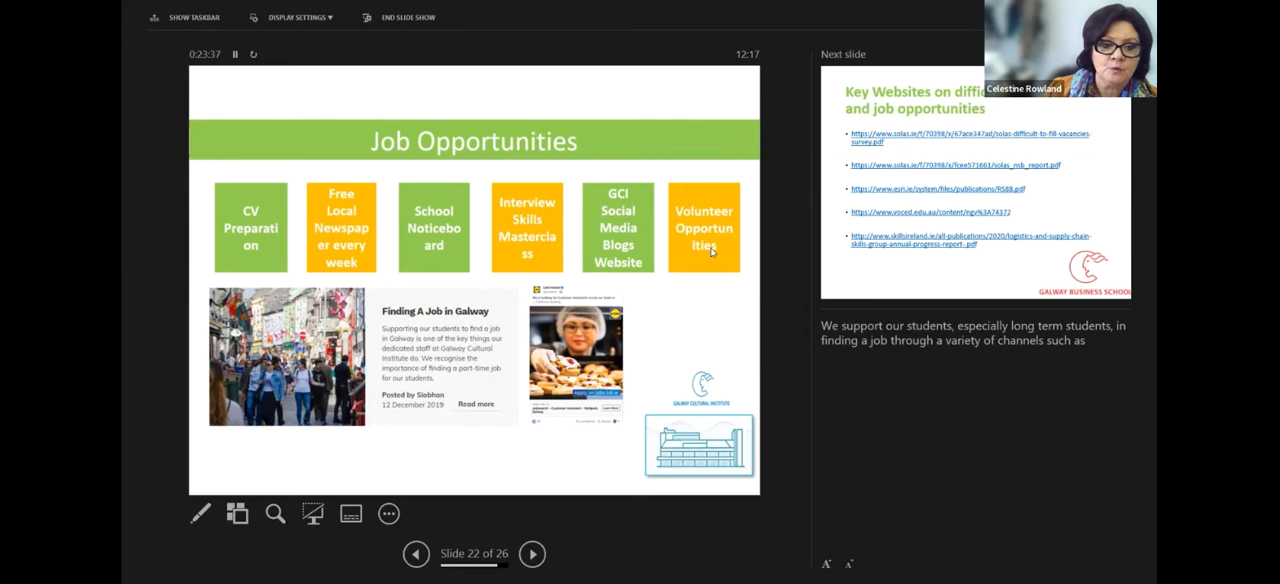 SHOW TASKBAR
DISPLAY SETTINGS ▼
END SLIDE SHOW
0:23:37
12:17
Next slide
Celestine Rowland
Job Opportunities
CV
Preparati
on
Free
Local
Newspap
er every
week
School
Noticebo
ard
Interview
Skills
Mastercla
ss
GCI
Social
Media
Blogs
Website
Volunteer
Opportun
ities
Finding A Job in Galway
Supporting our students to find a job
in Galway is one of the key things our
dedicated staff at Galway Cultural
Institute do. We recognise the
importance of finding a part-time job
for our students.
Posted by Siobhon
12 December 2019
Read more
GALWAY CULTURAL INSTITUTE
Key Websites on diffic
and job opportunities
• https://www.solas.ie/f/70398/x/67ace347ad/solas-difficult-to-fill-vacancies-
survey.pdf
• https://www.solas.ie/f/70398/x/fcee571661/solas_nsb_report.pdf
• https://www.esri.ie/system/files/publications/RS88.pdf
• https://www.voced.edu.au/content/ngv%3A74372
• http://www.skillsireland.ie/all-publications/2020/logistics-and-supply-chain-
skills-group-annual-progress-report-.pdf
GALWAY BUSINESS SCHOOL
We support our students, especially long term students, in
finding a job through a variety of channels such as
Slide 22 of 26
A
A